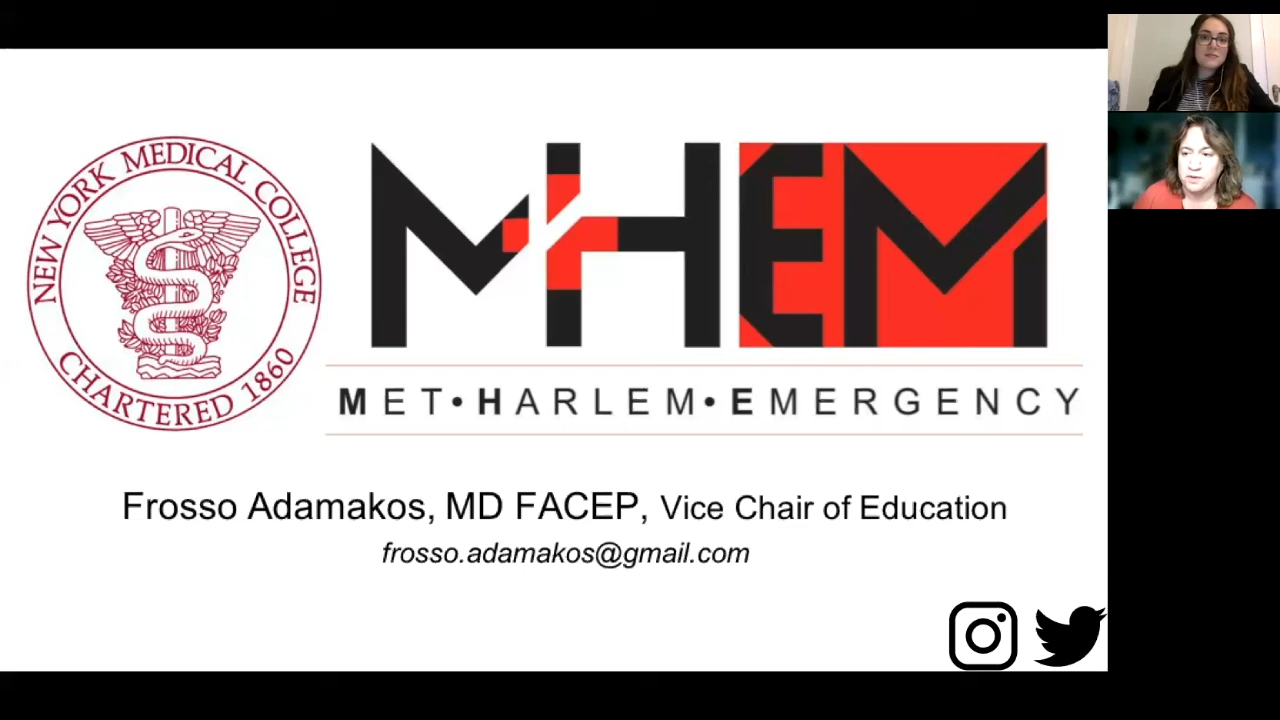 NEW YORK MEDICAL COLLEGE
CHARTERED 1860
MHEM
MET•HARLEM•EMERGENCY
Frosso Adamakos, MD FACEP, Vice Chair of Education
frosso.adamakos@gmail.com